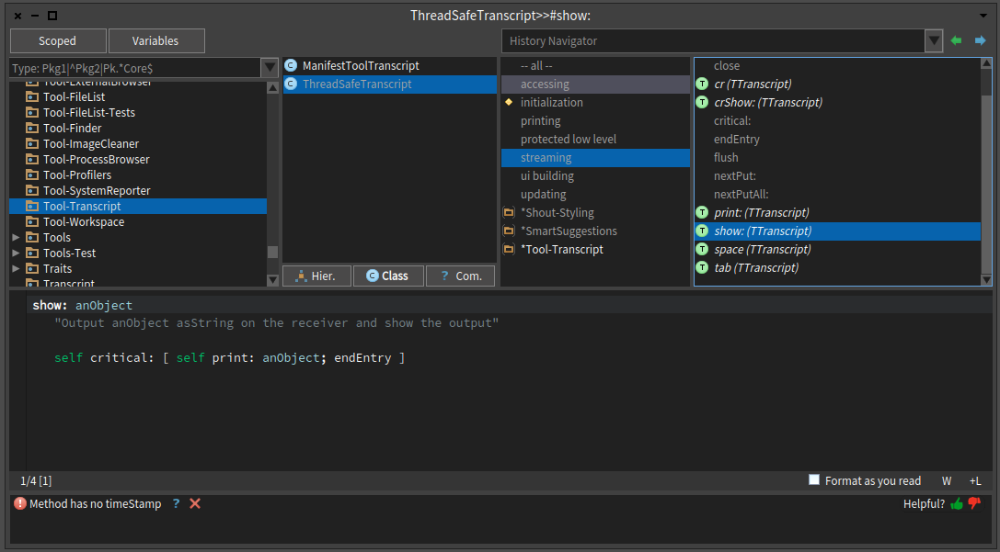 ThreadSafeTranscript>>#show:
Scoped
Variables
History Navigator
Type: Pkg1|^Pkg2|Pk.*Core$
Tool-ExternalBrowser
Tool-FileList
Tool-FileList-Tests
Tool-Finder
Tool-ImageCleaner
Tool-ProcessBrowser
Tool-Profilers
Tool-SystemReporter
Tool-Transcript
Tool-Workspace
Tools
Tools-Test
Traits
Transcript
ManifestToolTranscript
ThreadSafeTranscript
Hier.
Class
? Com.
-- all --
accessing
initialization
printing
protected low level
streaming
ui building
updating
*Shout-Styling
*SmartSuggestions
*Tool-Transcript
close
cr (TTranscript)
crShow: (TTranscript)
critical:
endEntry
flush
nextPut:
nextPutAll:
print: (TTranscript)
show: (TTranscript)
space (TTranscript)
tab (TTranscript)
show: anObject
"Output anObject asString on the receiver and show the output"
self critical: [ self print: anObject; endEntry ]
1/4 [1]
Format as you read W +L
Method has no timeStamp ?
Helpful?